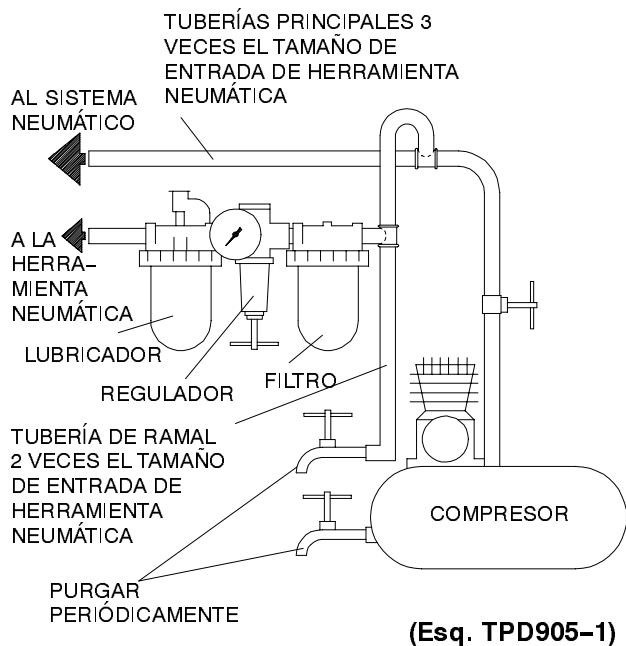 TUBERÍAS PRINCIPALES 3
VECES EL TAMAÑO DE
ENTRADA DE HERRAMIENTA
NEUMÁTICA
AL SISTEMA
NEUMÁTICO
A LA
HERRA–
MIENTA
NEUMÁTICA
LUBRICADOR
REGULADOR
FILTRO
TUBERÍA DE RAMAL
2 VECES EL TAMAÑO
DE ENTRADA DE
HERRAMIENTA
NEUMÁTICA
COMPRESOR
PURGAR
PERIÓDICAMENTE
(Esq. TPD905–1)